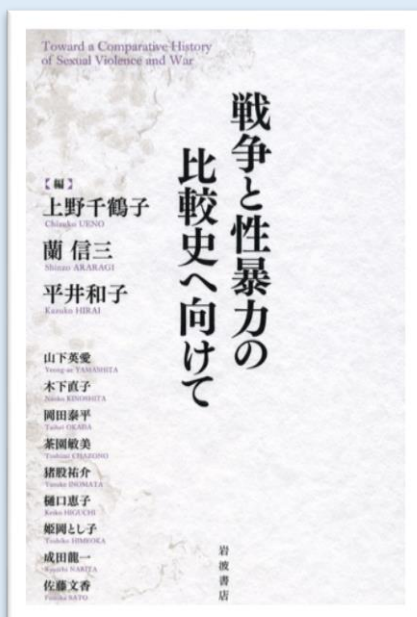 Toward a Comparative History
of Sexual Violence and War
戦争と性暴力の
比較史へ向けて
【編】
上野千鶴子
Chizuko UENO
蘭 信三
Shinzo ARARAGI
平井和子
Kazuko HIRAI
山下英愛
Yeong-ae YAMASHITA
木下直子
Naoko KINOSHITA
岡田泰平
Taihei OKADA
茶園敏美
Toshimi CHAZONO
猪股祐介
Yusuke INOMATA
樋口恵子
Keiko HIGUCHI
姫岡とし子
Toshiko HIMEOKA
成田龍一
Ryuichi NARITA
佐藤文香
Fumika SATO
岩波書店